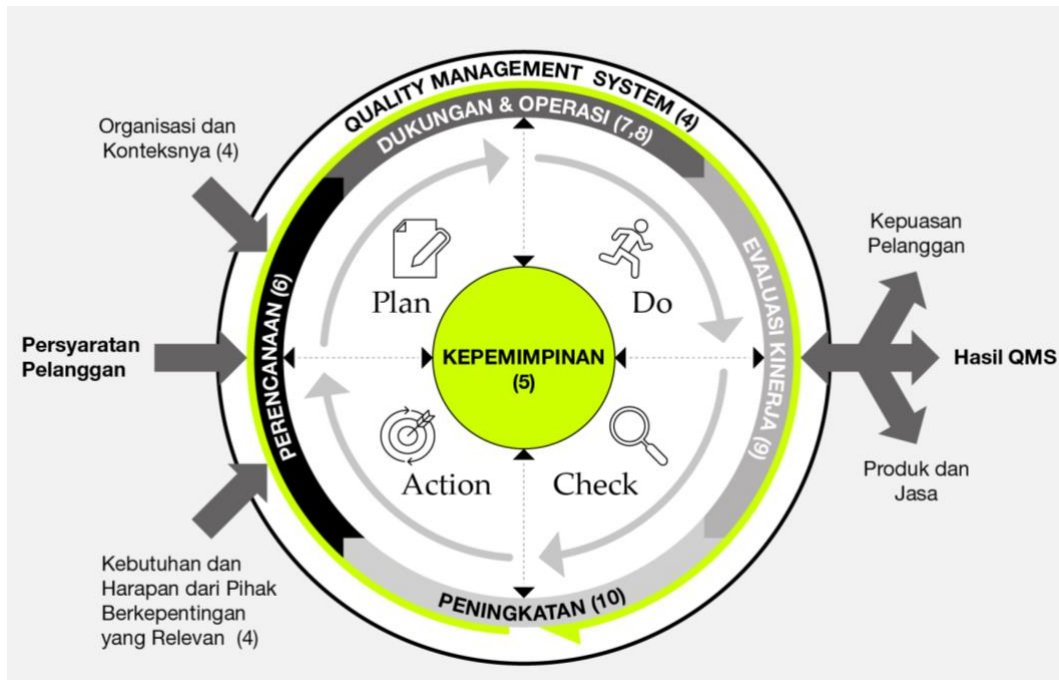 QUALITY MANAGEMENT SYSTEM (4)
DUKUNGAN & OPERASI (7,8)
Organisasi dan
Konteksnya (4)
Persyaratan
Pelanggan
Kebutuhan dan
Harapan dari Pihak
Berkepentingan
yang Relevan (4)
PERENCANAAN (6)
Plan
Do
KEPEMIMPINAN
(5)
Action
Check
EVALUASI KINERJA (9)
PENINGKATAN (10)
Kepuasan
Pelanggan
Hasil QMS
Produk dan
Jasa